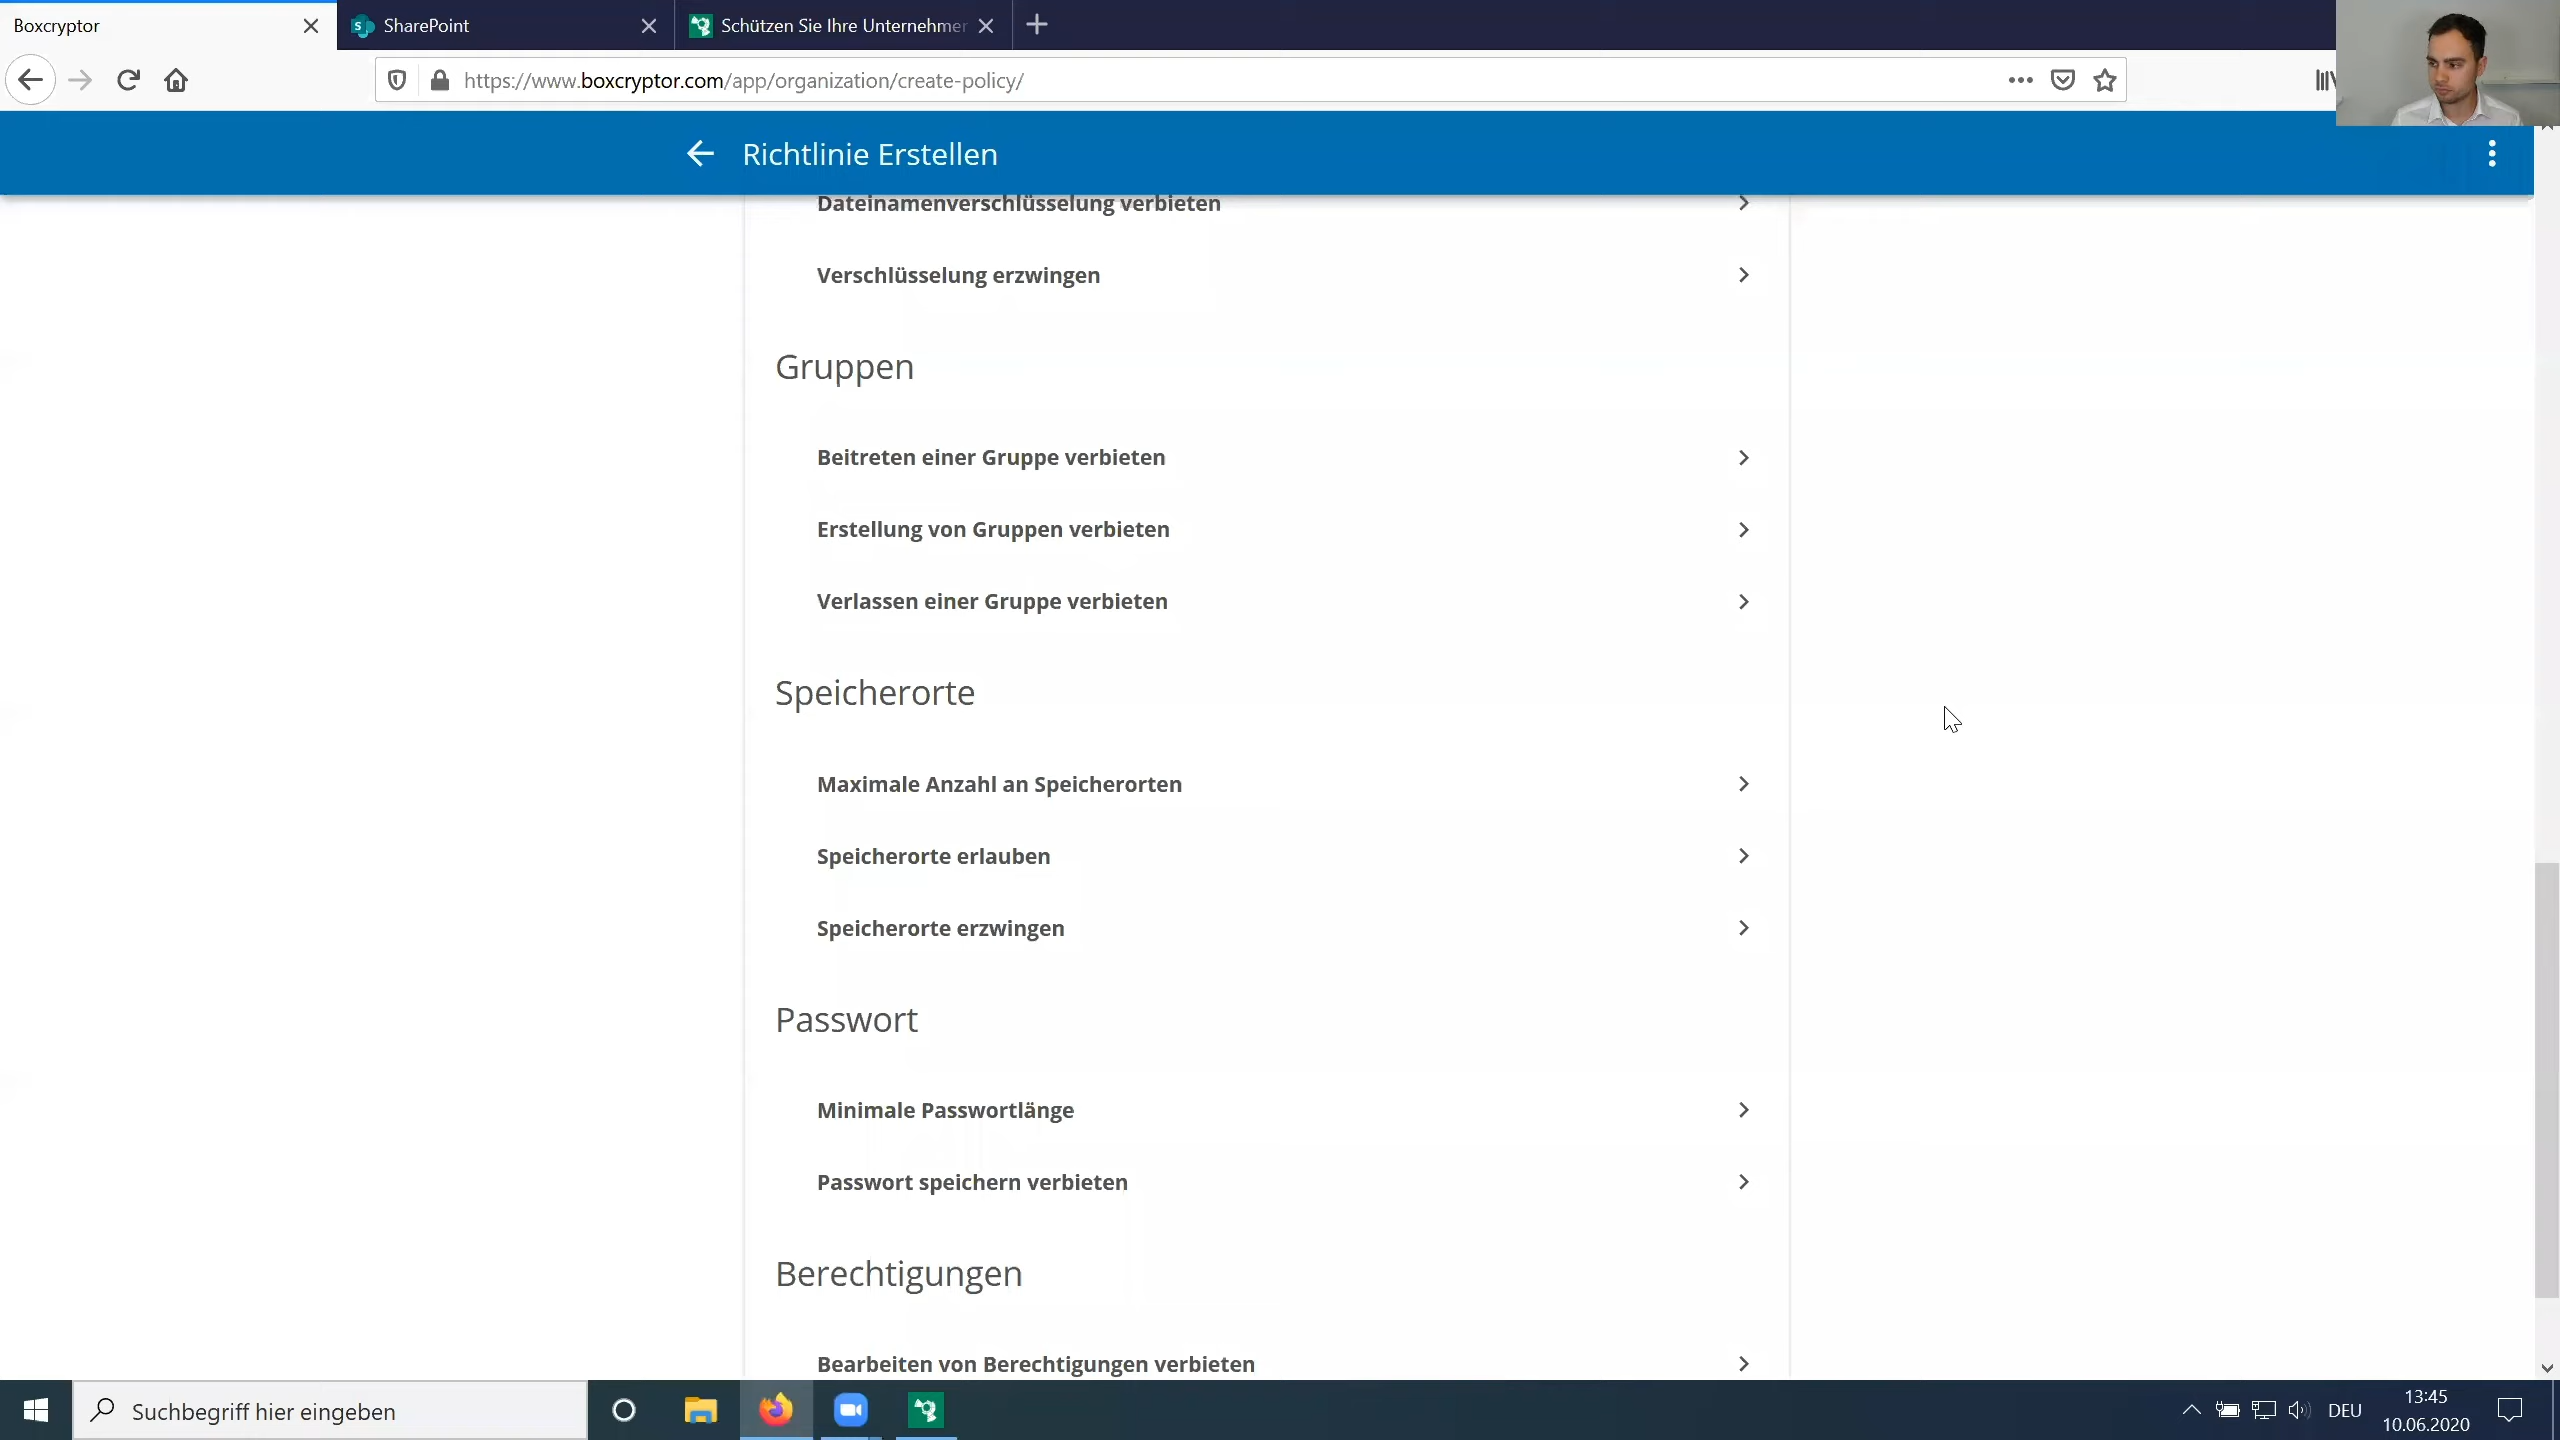 Boxcryptor
SharePoint
Schützen Sie Ihre Unternehmer
https://www.boxcryptor.com/app/organization/create-policy/
Richtlinie Erstellen
Dateinamenverschlüsselung verbieten
Verschlüsselung erzwingen
Gruppen
Beitreten einer Gruppe verbieten
Erstellung von Gruppen verbieten
Verlassen einer Gruppe verbieten
Speicherorte
Maximale Anzahl an Speicherorten
Speicherorte erlauben
Speicherorte erzwingen
Passwort
Minimale Passwortlänge
Passwort speichern verbieten
Berechtigungen
Bearbeiten von Berechtigungen verbieten
Suchbegriff hier eingeben
DEU
13:45
10.06.2020